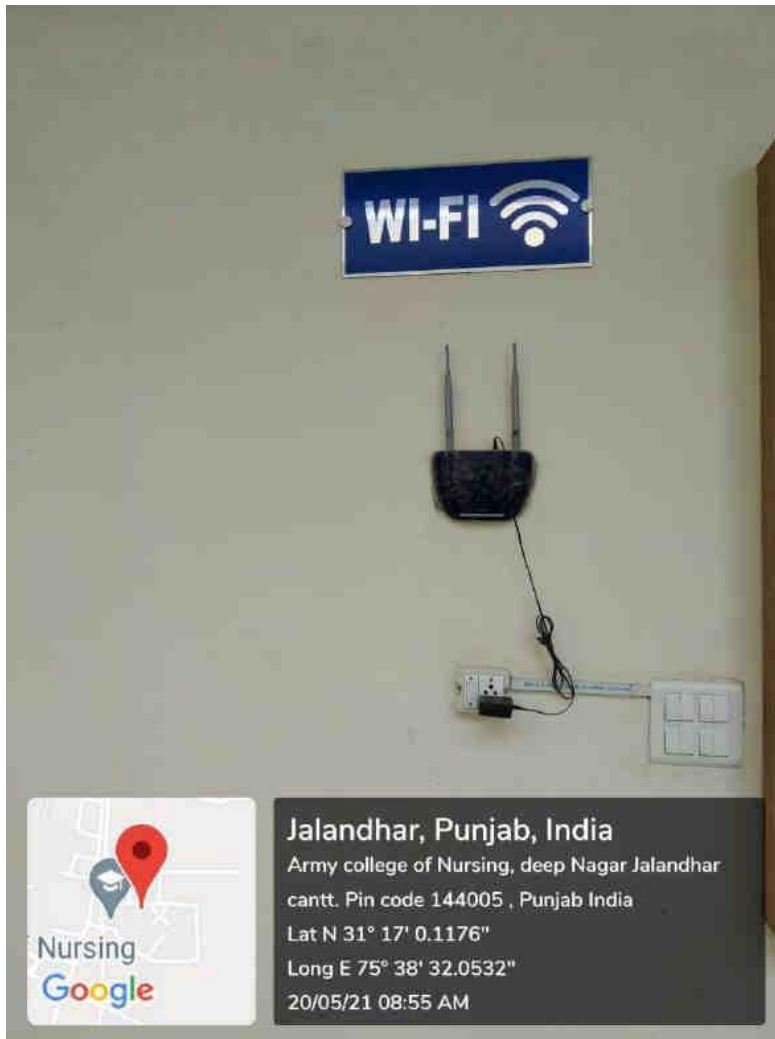 WI-FI
Nursing
Google
Jalandhar, Punjab, India
Army college of Nursing, deep Nagar Jalandhar
cantt. Pin code 144005 , Punjab India
Lat N 31° 17' 0.1176"
Long E 75° 38' 32.0532"
20/05/21 08:55 AM